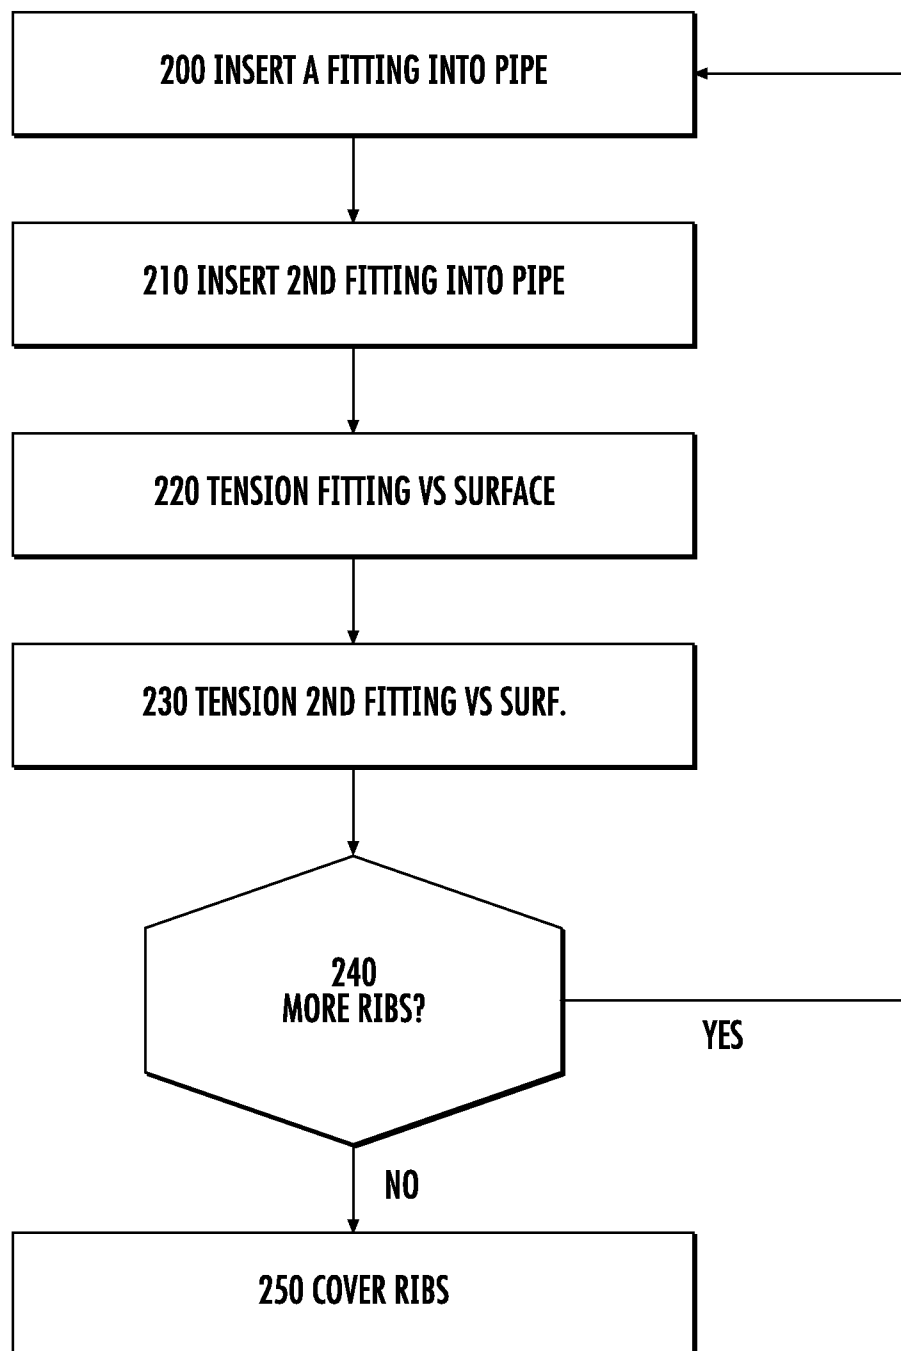 200 INSERT A FITTING INTO PIPE
210 INSERT 2ND FITTING INTO PIPE
220 TENSION FITTING VS SURFACE
230 TENSION 2ND FITTING VS SURF.
240
MORE RIBS?
YES
NO
250 COVER RIBS